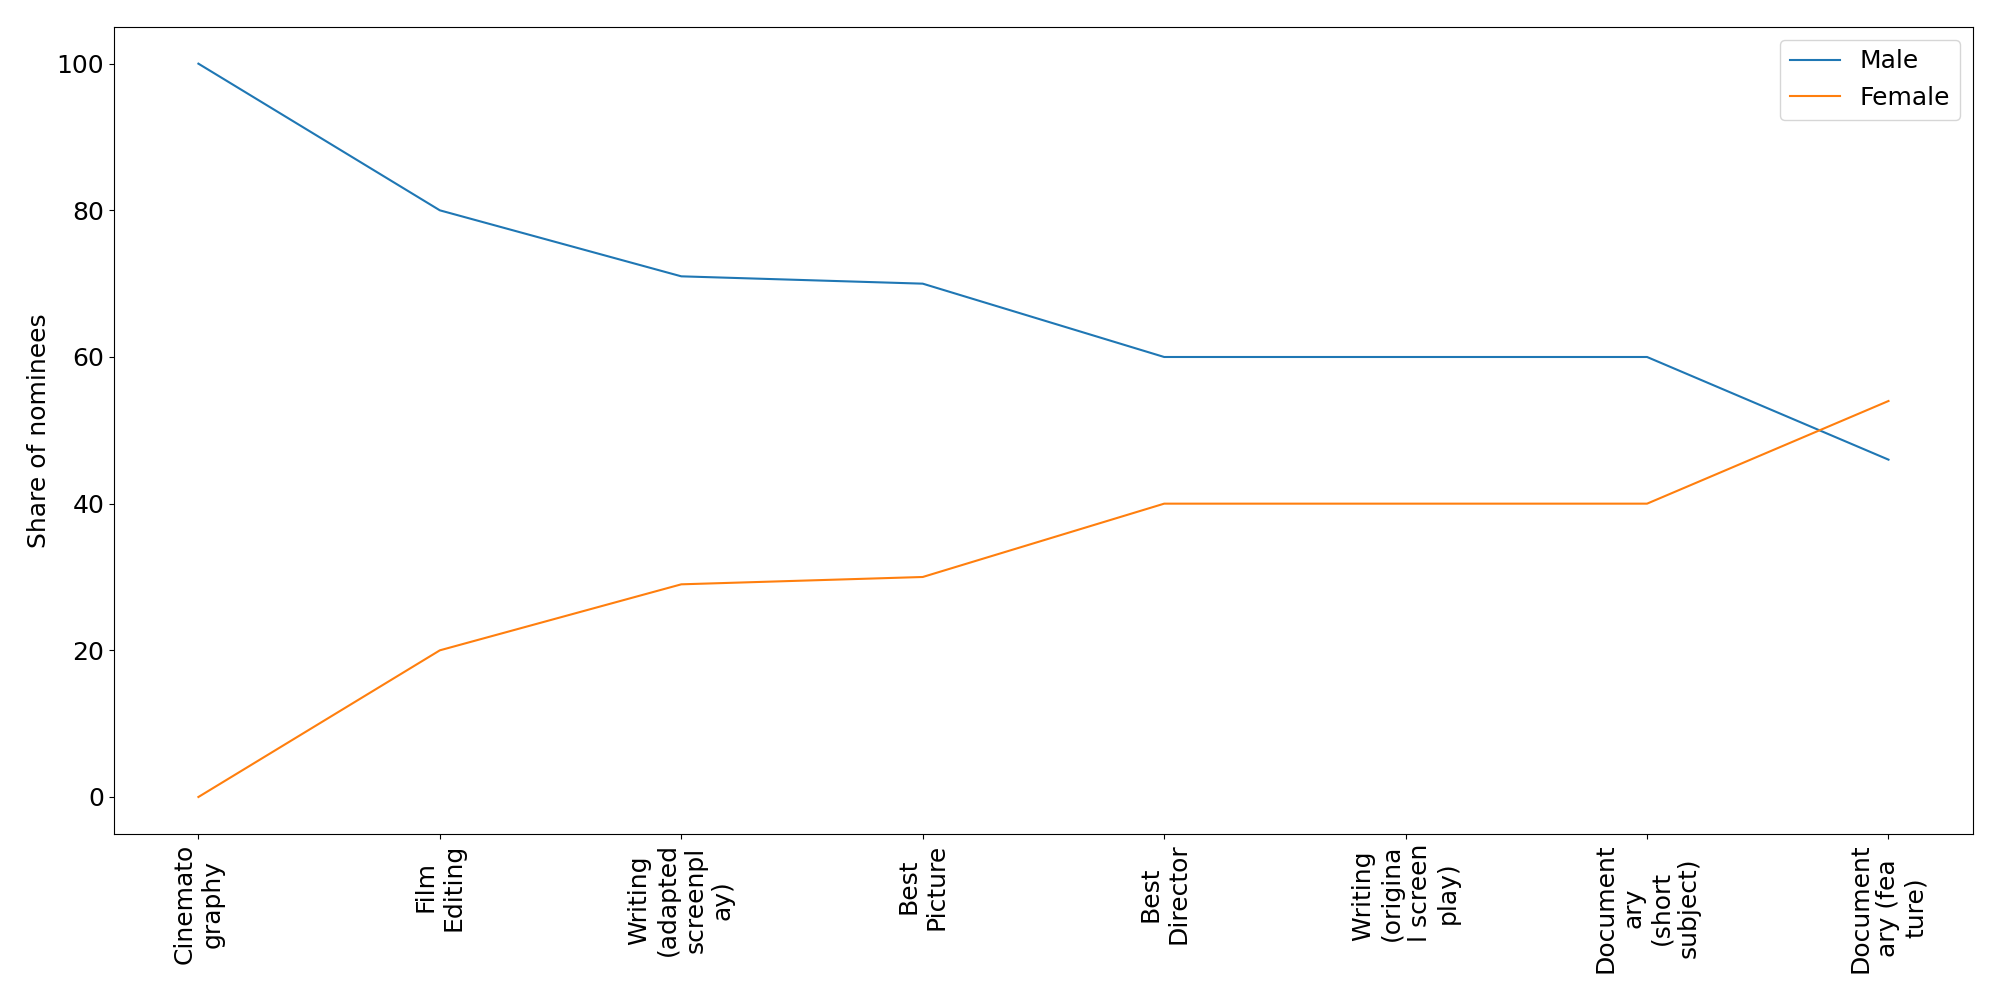 Male
Female
Share of nominees
100
80
60
40
20
0
Cinemato
graphy
Film
Editing
Writing
(adapted
screenpl
ay)
Best
Picture
Best
Director
Writing
(origina
l screen
play)
Document
ary
(short
subject)
Document
ary (fea
ture)